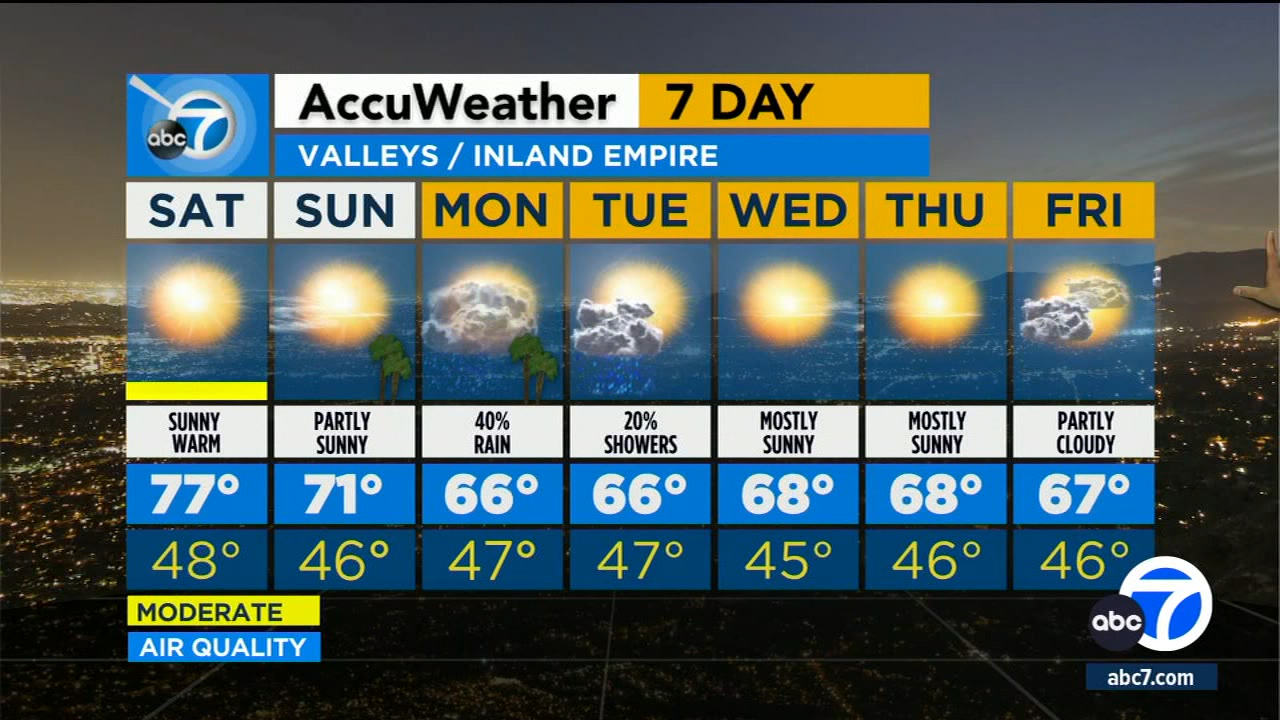 abc 7
AccuWeather 7 DAY
VALLEYS / INLAND EMPIRE
SAT SUN MON TUE WED THU FRI
SUNNY PARTLY 40% 20% MOSTLY MOSTLY PARTLY
WARM SUNNY RAIN SHOWERS SUNNY SUNNY CLOUDY
77° 71° 66° 66° 68° 68° 67°
48° 46° 47° 47° 45° 46° 46°
MODERATE
AIR QUALITY
abc 7
abc7.com